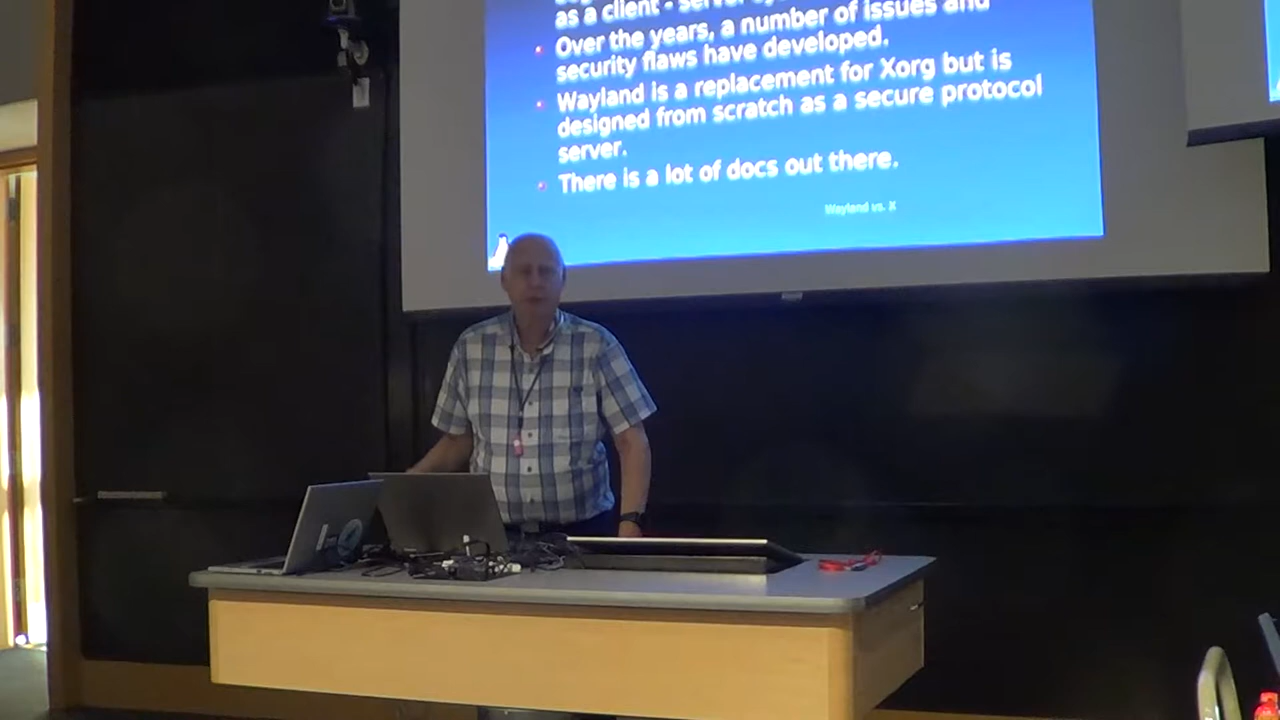 as a client - server
Over the years, a number of issues and
security flaws have developed.
Wayland is a replacement for Xorg but is
designed from scratch as a secure protocol
server.
There is a lot of docs out there.
Wayland vs. X